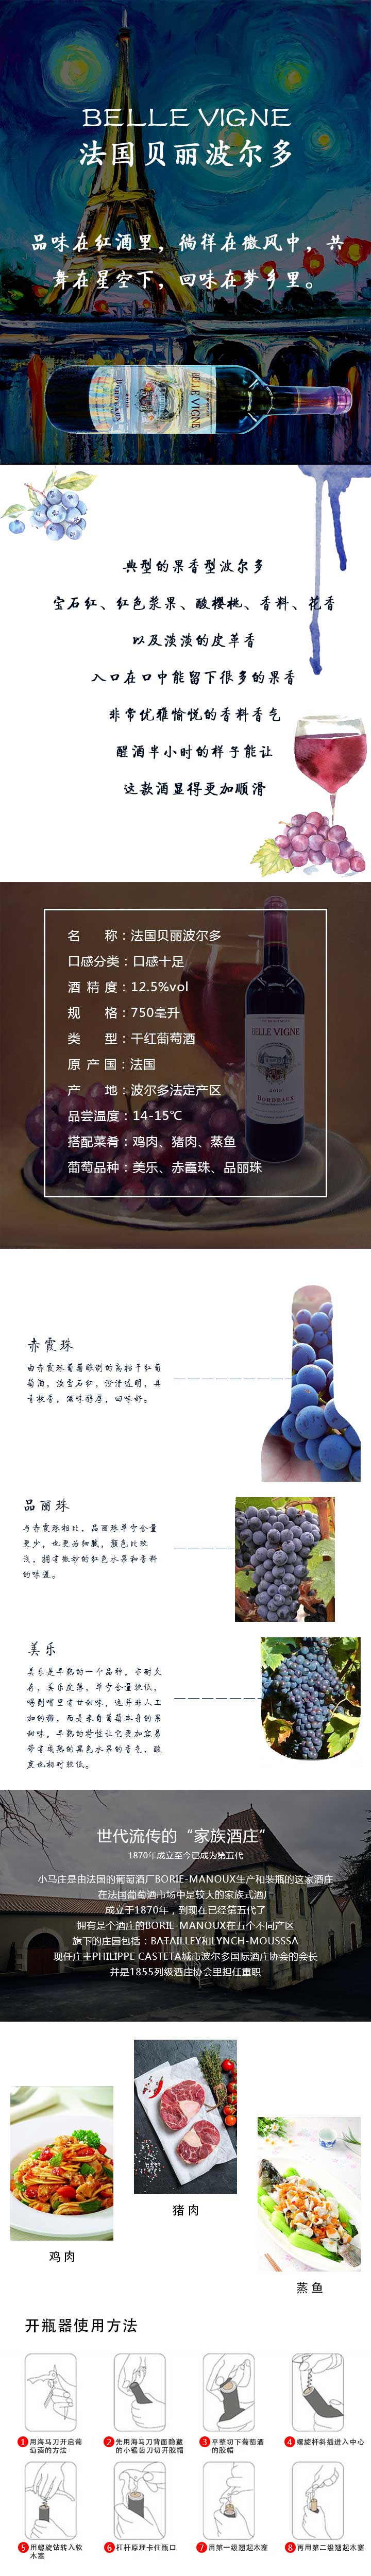 BELLE VIGNE
法国贝丽波尔多
品味在红酒里，徜徉在微风中，共
舞在星空下，回味在梦乡里。
BELLE VIGNE
BORDEAUX
典型的果香型波尔多
宝石红、红色浆果、酸樱桃、香料、花香
以及淡淡的皮革香
入口在口中能留下很多的果香
非常优雅愉悦的香料香气
醒酒半小时的样子能让
这款酒显得更加顺滑
名 称：法国贝丽波尔多
口感分类：口感十足
酒 精 度：12.5%vol
规 格：750毫升
类 型：干红葡萄酒
原 产 国：法国
产 地：波尔多法定产区
品尝温度：14-15℃
搭配菜肴：鸡肉、猪肉、蒸鱼
葡萄品种：美乐、赤霞珠、品丽珠
BELLE VIGNE
2010
BORDEAUX
赤霞珠
由赤霞珠葡萄酿制的高档干红葡
萄酒，淡宝石红，澄清透明，具
青梗香，滋味醇厚，回味好。
品丽珠
与赤霞珠相比，品丽珠单宁含量
更少，也更为细腻，颜色比较
浅，拥有微妙的红色水果和香料
的味道。
美乐
美乐是早熟的一个品种，不耐久
存，美乐皮薄，单宁含量较低，
喝到嘴里有甘甜味，这并非人工
加的糖，而是来自葡萄本身的果
甜味，早熟的特性让它更加容易
带有成熟的黑色水果的香气，酸
度也相对较低。
世代流传的“家族酒庄”
1870年成立至今已成为第五代
小马庄是由法国的葡萄酒厂BORIE-MANOUX生产和装瓶的这家酒庄
在法国葡萄酒市场中是较大的家族式酒厂
成立于1870年，到现在已经第五代了
拥有是个酒庄的BORIE-MANOUX在五个不同产区
旗下的庄园包括：BATAILLEY和LYNCH-MOUSSSA
现任庄主PHILIPPE CASTETA城市波尔多国际酒庄协会的会长
并是1855列级酒庄协会里担任重职
猪肉
鸡肉
蒸鱼
开瓶器使用方法
1 用海马刀开启葡
萄酒的方法
2 先用海马刀背面隐藏
的小锯齿刀切开胶帽
3 平整切下葡萄酒
的胶帽
4 螺旋杆斜插进入中心
5 用螺旋钻转入软
木塞
6 杠杆原理卡住瓶口
7 用第一级翘起木塞
8 再用第二级翘起木塞